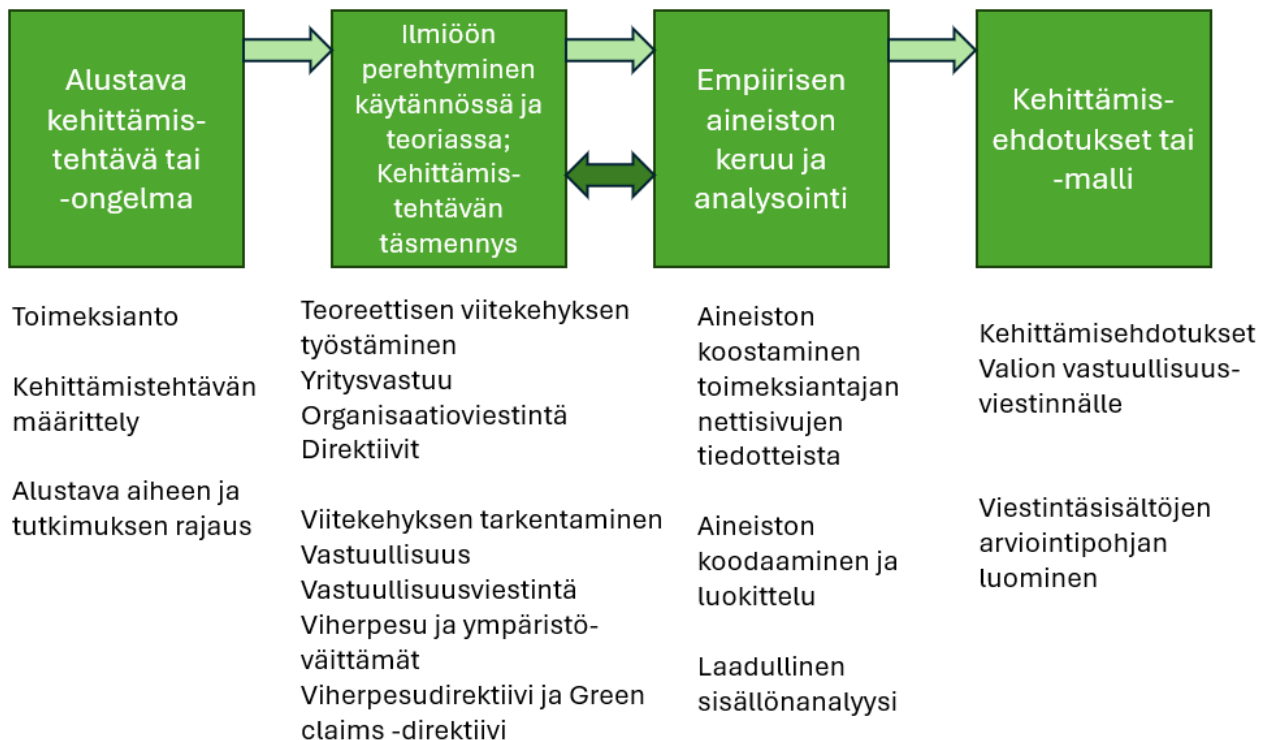 Alustava
kehittämis-
tehtävä tai
-ongelma
Ilmiöön
perehtyminen
käytännössä ja
teoriassa;
Kehittämis-
tehtävän
täsmennys
Empiirisen
aineiston
keruu ja
analysointi
Kehittämis-
ehdotukset tai
-malli
Toimeksianto
Kehittämistehtävän
määrittely
Alustava aiheen ja
tutkimuksen rajaus
Teoreettisen viitekehyksen
työstäminen
Yritysvastuu
Organisaatioviestintä
Direktiivit
Viitekehyksen tarkentaminen
Vastuullisuus
Vastuullisuusviestintä
Viherpesu ja ympäristö-
väittämät
Viherpesudirektiivi ja Green
claims -direktiivi
Aineiston
koostaminen
toimeksiantajan
nettisivujen
tiedotteista
Aineiston
koodaaminen ja
luokittelu
Laadullinen
sisällönanalyysi
Kehittämisehdotukset
Valion vastuullisuus-
viestinnälle
Viestintäsisältöjen
arviointipohjan
luominen